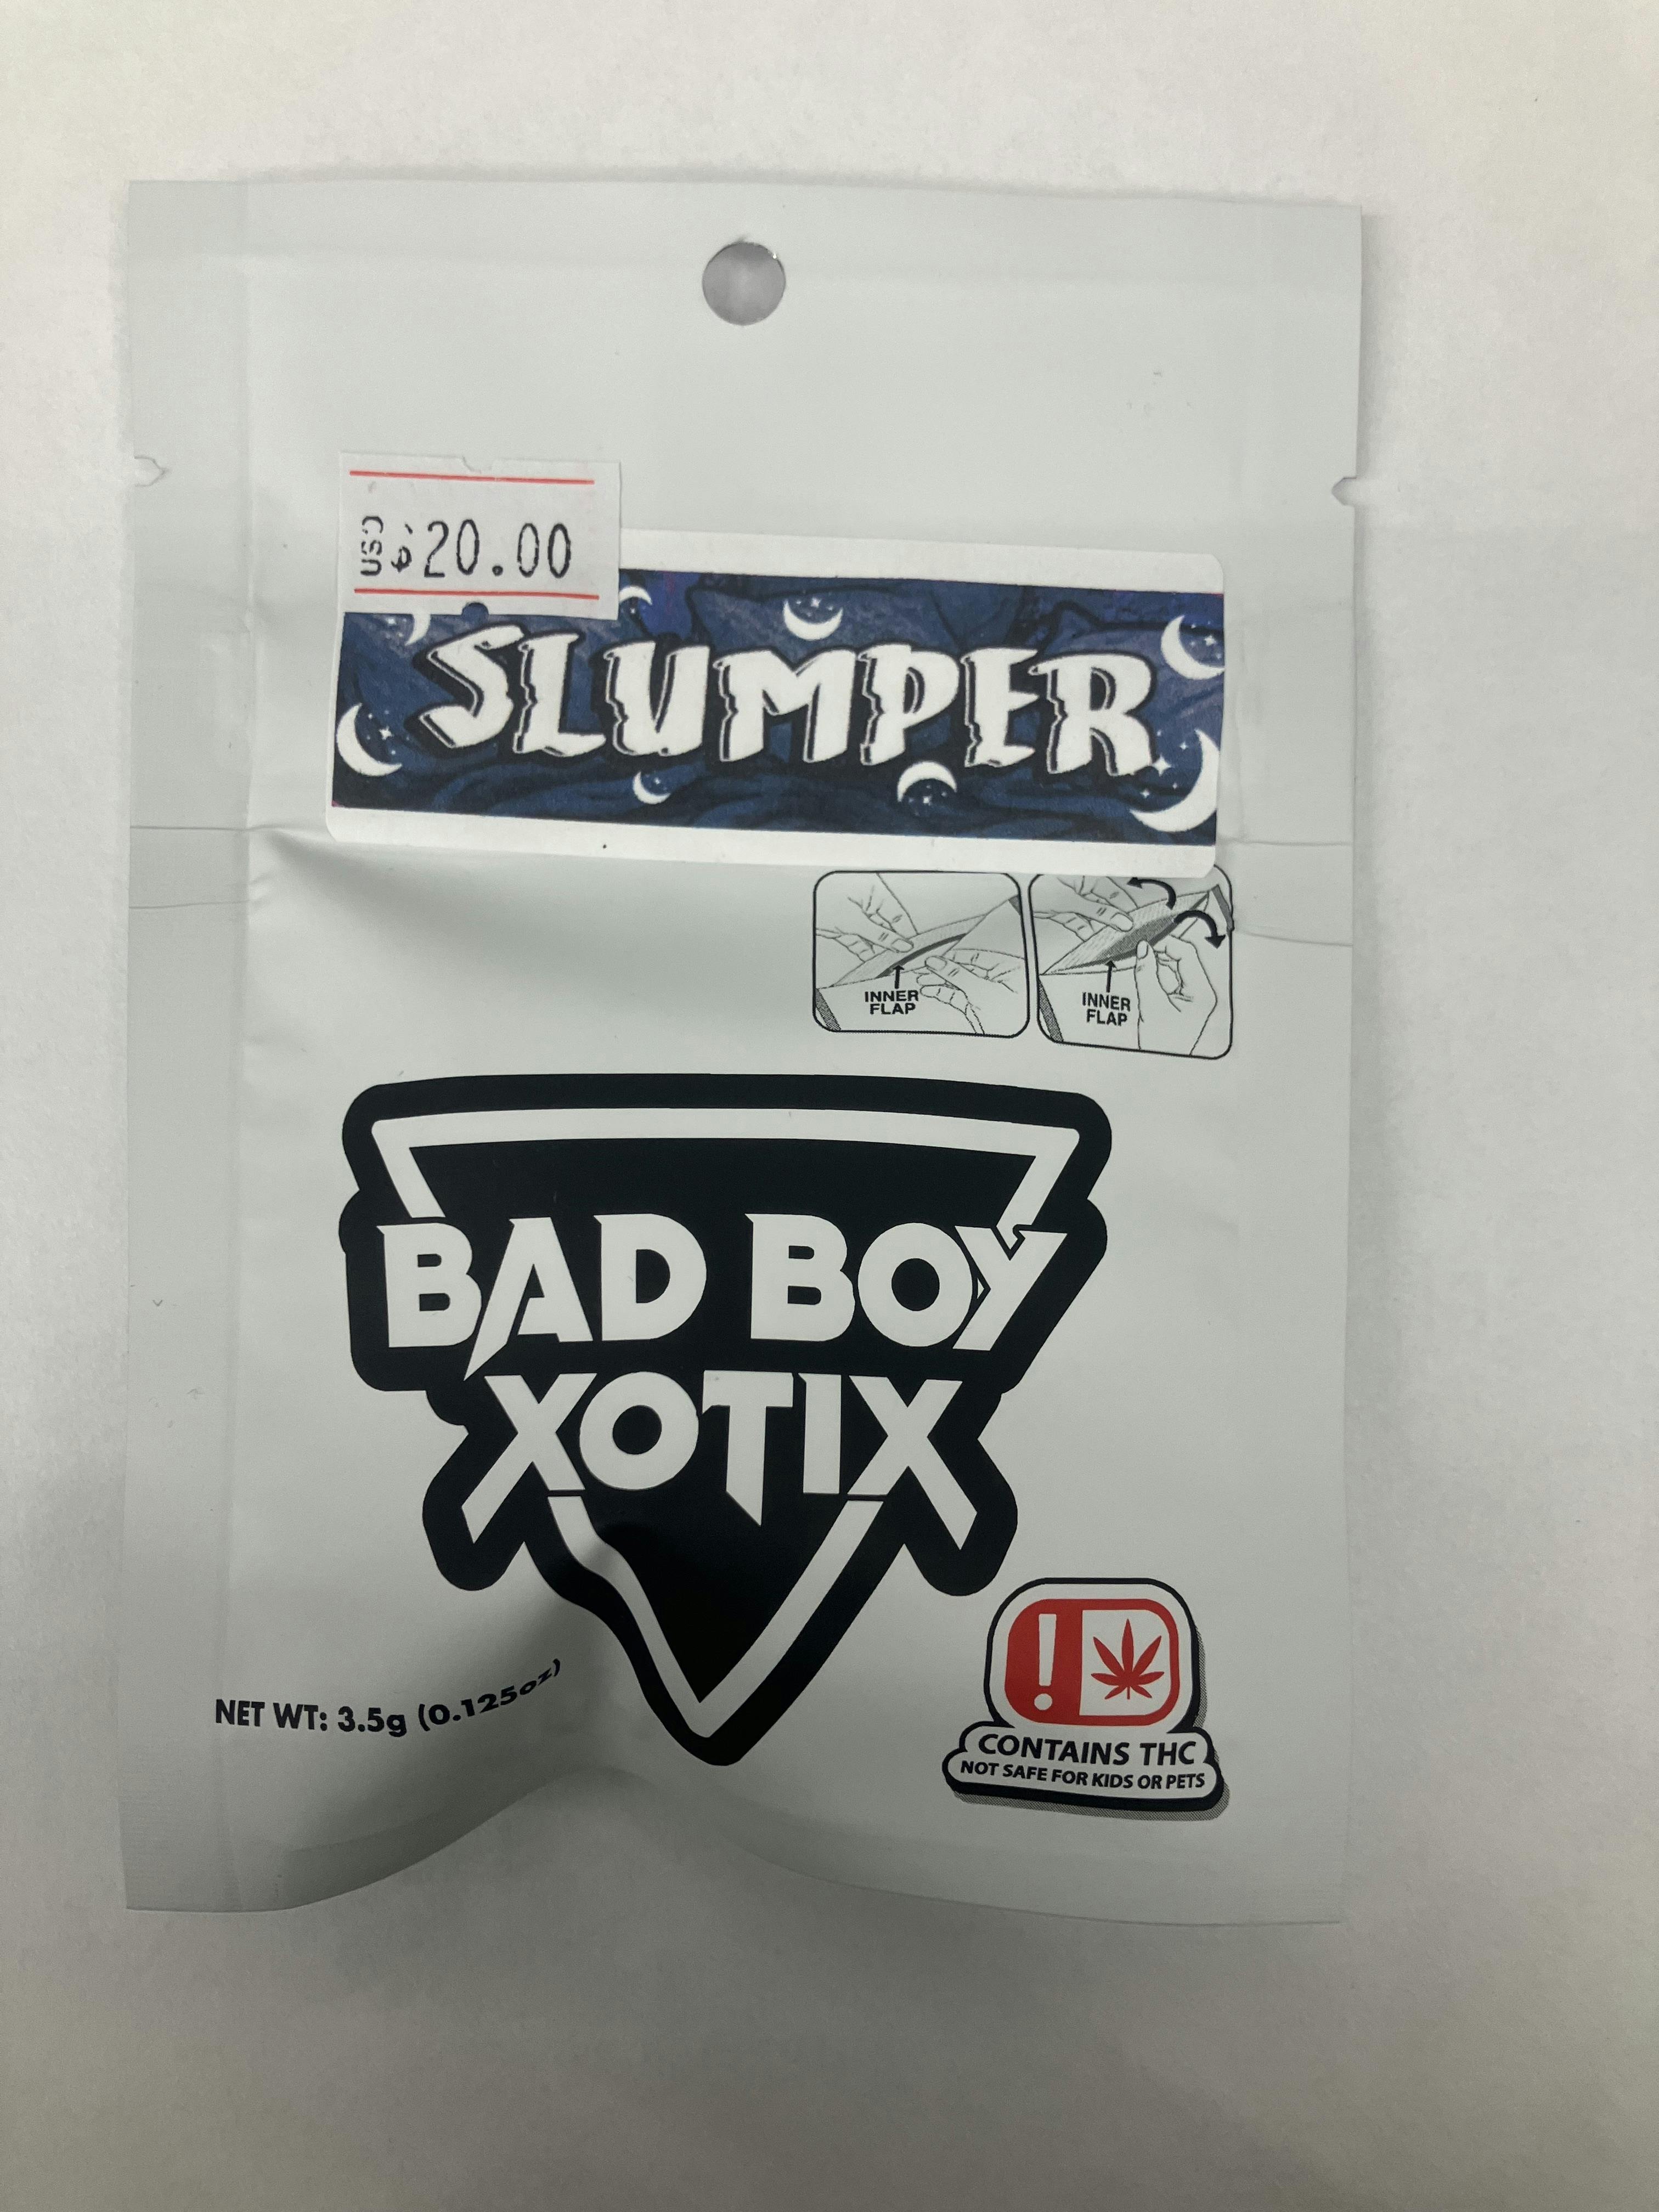 USD $20.00
SLUMPER
INNER
FLAP
INNER
FLAP
BAD BOY
XOTIX
NET WT: 3.5g (0.125oz)
!
CONTAINS THC
NOT SAFE FOR KIDS OR PETS